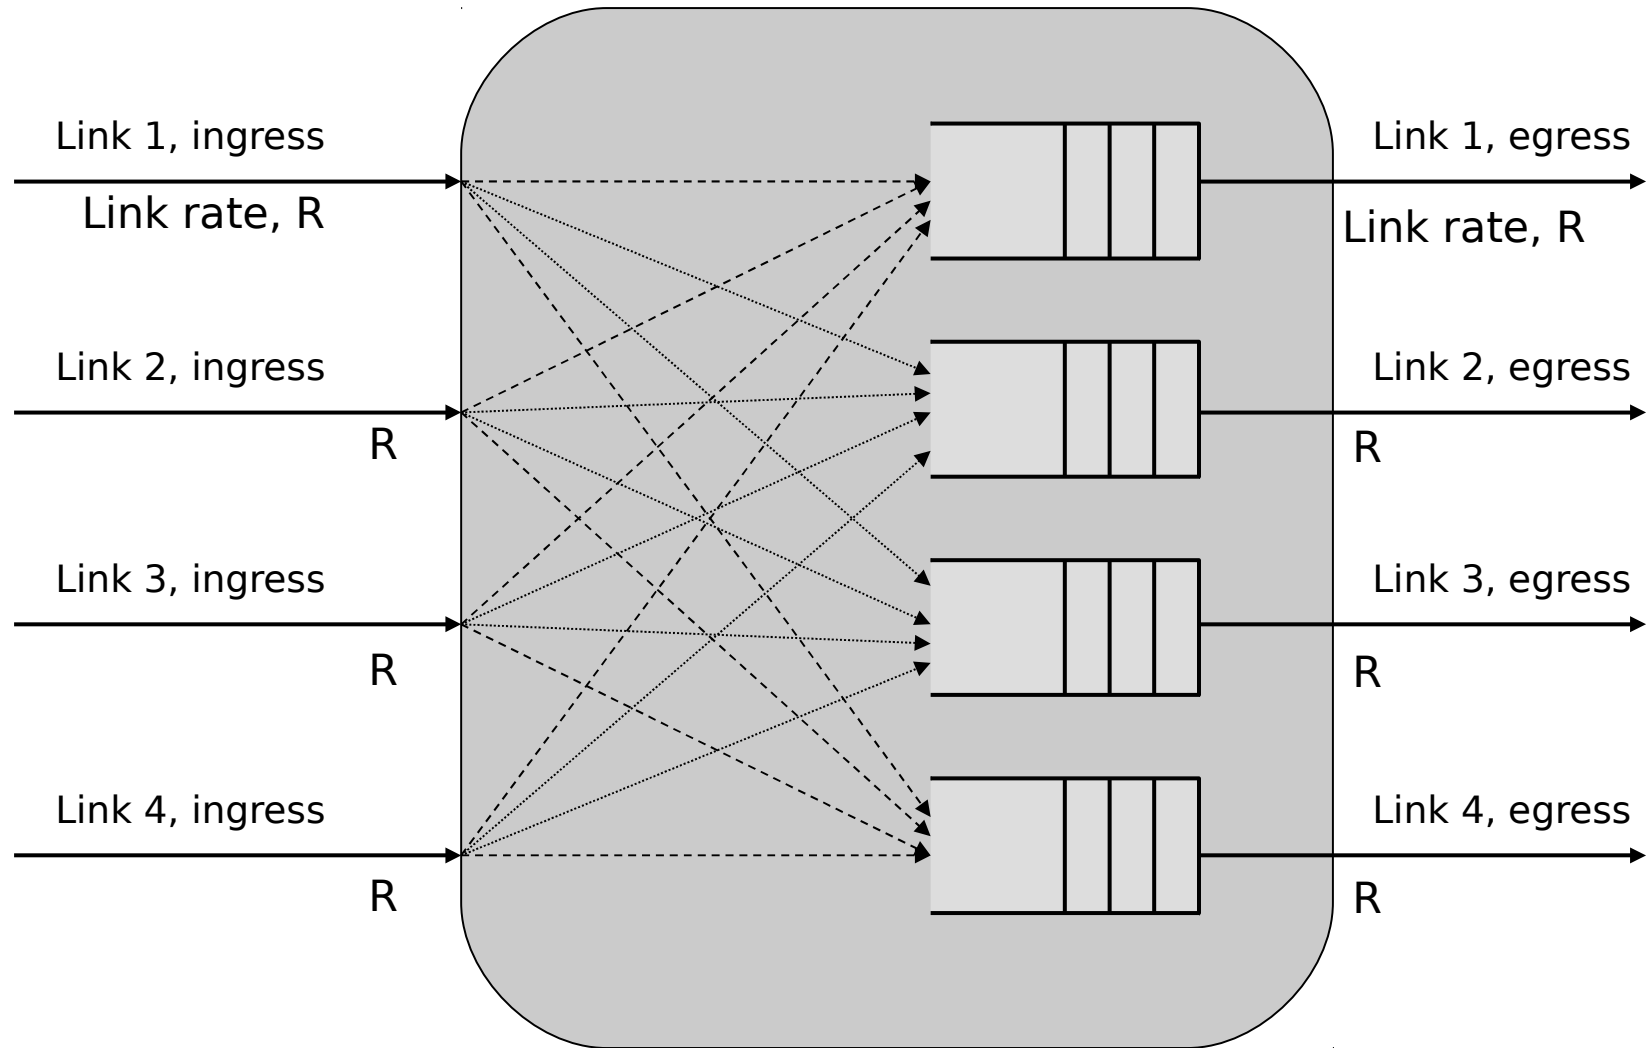 Link 1, ingress
Link 1, egress
Link rate, R
Link rate, R
Link 2, ingress
Link 2, egress
R
R
Link 3, ingress
Link 3, egress
R
R
Link 4, ingress
Link 4, egress
R
R